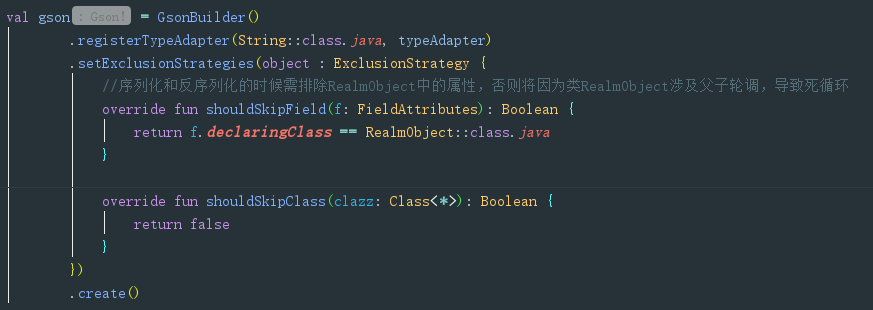 val gson : Gson! = GsonBuilder()
.registerTypeAdapter(String::class.java, typeAdapter)
.setExclusionStrategies(object : ExclusionStrategy {
//序列化和反序列化的时候需排除RealmObject中的属性，否则将因为类RealmObject涉及父子轮调，导致死循环
override fun shouldSkipField(f: FieldAttributes): Boolean {
return f.declaringClass == RealmObject::class.java
}
override fun shouldSkipClass(clazz: Class<*>): Boolean {
return false
}
})
.create()